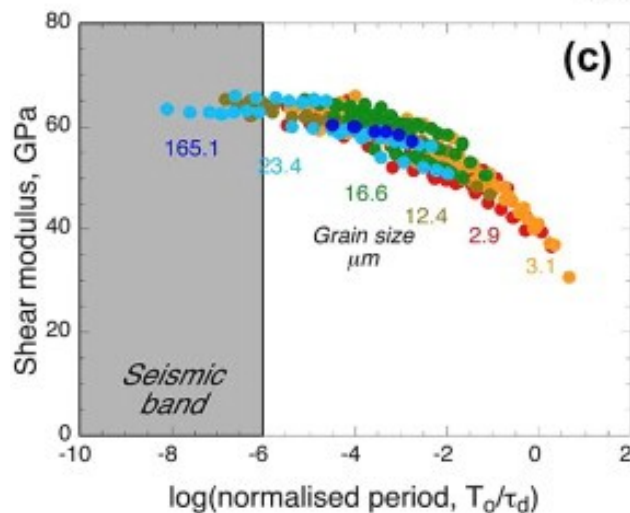 (c)
80
60
40
20
0
Shear modulus, GPa
165.1
23.4
16.6
12.4
2.9
3.1
Grain size
μm
Seismic
band
-10
-8
-6
-4
-2
0
2
log(normalised period, To/τd)